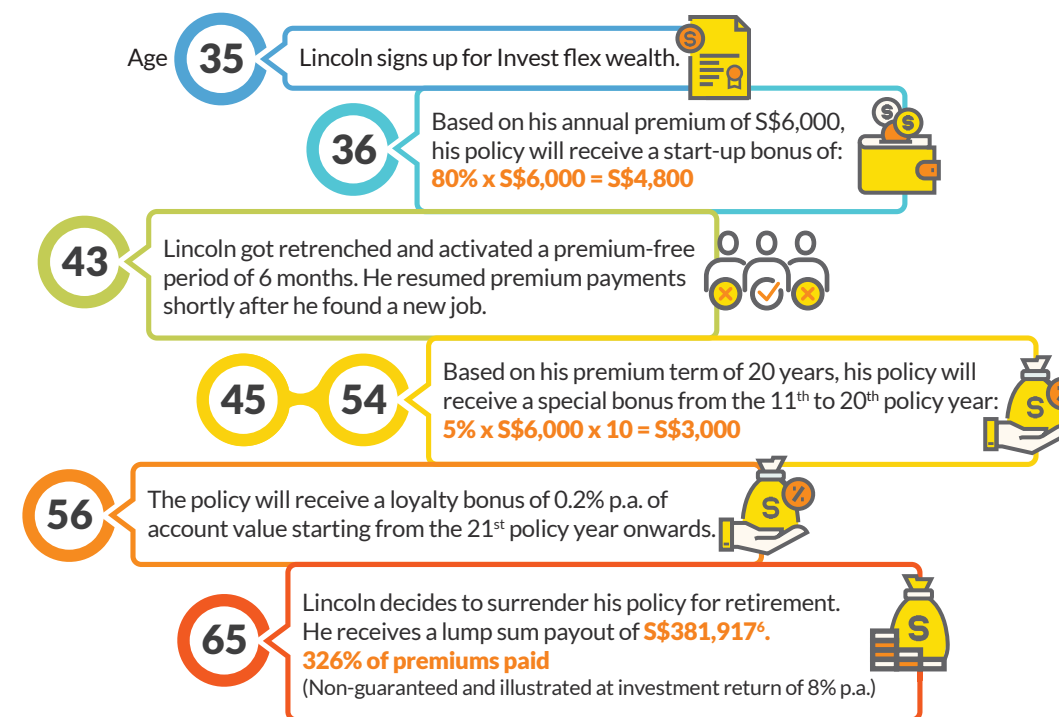 Age 35 Lincoln signs up for Invest flex wealth.
36
Based on his annual premium of S$6,000,
his policy will receive a start-up bonus of:
80% x S$6,000 = S$4,800
43
Lincoln got retrenched and activated a premium-free
period of 6 months. He resumed premium payments
shortly after he found a new job.
45 54
Based on his premium term of 20 years, his policy will
receive a special bonus from the 11th to 20th policy year:
5% x S$6,000 x 10 = S$3,000
56
The policy will receive a loyalty bonus of 0.2% p.a. of
account value starting from the 21st policy year onwards.
65
Lincoln decides to surrender his policy for retirement.
He receives a lump sum payout of S$381,917⁶.
326% of premiums paid
(Non-guaranteed and illustrated at investment return of 8% p.a.)